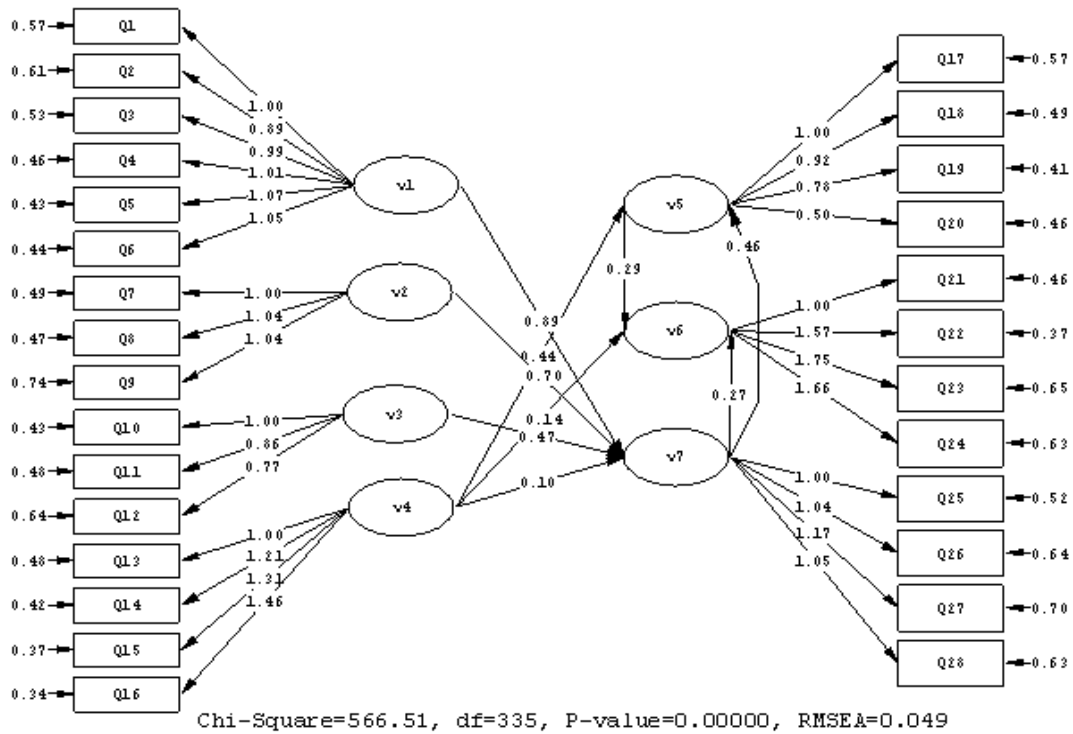 0.57 Q1
0.61 Q2
0.53 Q3
0.46 Q4
0.43 Q5
0.44 Q6
0.49 Q7
0.47 Q8
0.74 Q9
0.43 Q10
0.48 Q11
0.64 Q12
0.48 Q13
0.42 Q14
0.37 Q15
0.34 Q16
1.00
0.89
0.99
1.01
1.07
1.05
1.00
1.04
1.04
1.00
0.86
0.77
1.00
1.21
1.31
1.46
v1
v2
v3
v4
0.89
0.44
0.70
0.14
0.47
0.10
v5
0.29
0.46
v6
0.27
v7
1.00
0.92
0.78
0.50
1.00
1.57
1.75
1.66
1.00
1.04
1.17
1.05
Q17 0.57
Q18 0.49
Q19 0.41
Q20 0.46
Q21 0.46
Q22 0.37
Q23 0.65
Q24 0.63
Q25 0.52
Q26 0.64
Q27 0.70
Q28 0.63
Chi-Square=566.51, df=335, P-value=0.00000, RMSEA=0.049